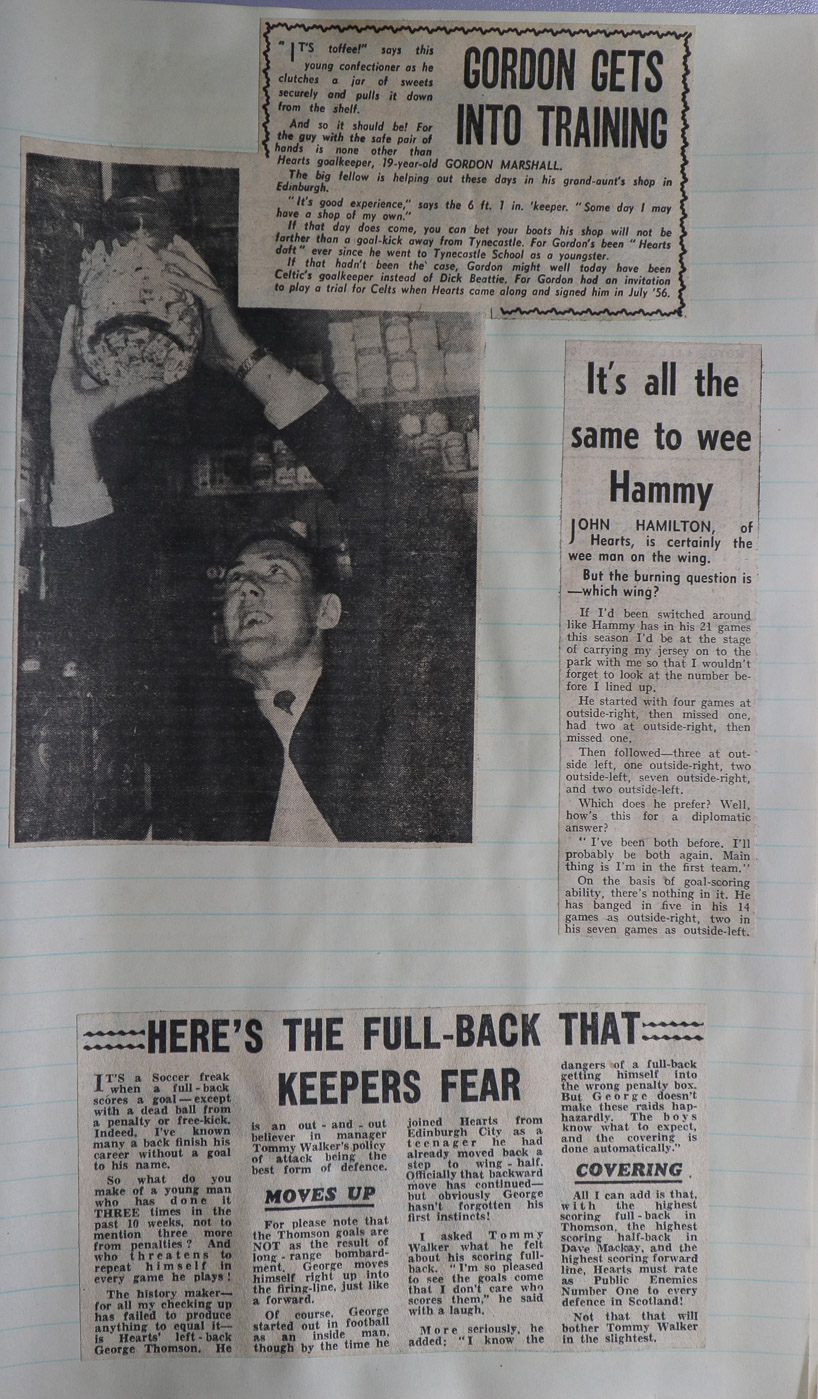 GORDON GETS
INTO TRAINING
"IT'S toffee!" says this
young confectioner as he
clutches a jar of sweets
securely and pulls it down
from the shelf.
And so it should be! For
the guy with the safe pair of
hands is none other than
Hearts goalkeeper, 19-year-old GORDON MARSHALL.
The big fellow is helping out these days in his grand-aunt's shop in
Edinburgh.
"It's good experience," says the 6 ft. 1 in. 'keeper. "Some day I may
have a shop of my own."
If that day does come, you can bet your boots his shop will not be
farther than a goal-kick away from Tynecastle. For Gordon's been "Hearts
daft" ever since he went to Tynecastle School as a youngster.
If that hadn't been the case, Gordon might well today have been
Celtic's goalkeeper instead of Dick Beattie. For Gordon had an invitation
to play a trial for Celts when Hearts came along and signed him in July '56.
It's all the
same to wee
Hammy
JOHN HAMILTON, of
Hearts, is certainly the
wee man on the wing.
But the burning question is
—which wing?
If I'd been switched around
like Hammy has in his 21 games
this season I'd be at the stage
of carrying my jersey on to the
park with me so that I wouldn't
forget to look at the number be-
fore I lined up.
He started with four games at
outside-right, then missed one,
had two at outside-right, then
missed one.
Then followed—three at out-
side left, one outside-right, two
outside-left, seven outside-right,
and two outside-left.
Which does he prefer? Well,
how's this for a diplomatic
answer?
"I've been both before. I'll
probably be both again. Main
thing is I'm in the first team."
On the basis of goal-scoring
ability, there's nothing in it. He
has banged in five in his 14
games as outside-right, two in
his seven games as outside-left.
HERE'S THE FULL-BACK THAT
KEEPERS FEAR
IT'S a Soccer freak
when a full-back
scores a goal—except
with a dead ball from
a penalty or free-kick.
Indeed, I've known
many a back finish his
career without a goal
to his name.
So what do you
make of a young man
who has done it
THREE times in the
past 10 weeks, not to
mention three more
from penalties? And
who threatens to
repeat himself in
every game he plays!
The history maker—
for all my checking up
has failed to produce
anything to equal it—
is Hearts' left-back
George Thomson. He
is an out-and-out
believer in manager
Tommy Walker's policy
of attack being the
best form of defence.
MOVES UP
For please note that
the Thomson goals are
NOT as the result of
long-range bombard-
ment. George moves
himself right up into
the firing-line, just like
a forward.
Of course, George
started out in football
as an inside man,
though by the time he
joined Hearts from
Edinburgh City as a
teenager he had
already moved back a
step to wing-half.
Officially that backward
move has continued—
but obviously George
hasn't forgotten his
first instincts!
I asked Tommy
Walker what he felt
about his scoring full-
back. "I'm so pleased
to see the goals come
that I don't care who
scores them," he said
with a laugh.
More seriously, he
added: "I know the
dangers of a full-back
getting himself into
the wrong penalty box.
But George doesn't
make these raids hap-
hazardly. The boys
know what to expect,
and the covering is
done automatically."
COVERING
All I can add is that,
with the highest
scoring full-back in
Thomson, the highest
scoring half-back in
Dave Mackay, and the
highest scoring forward
line, Hearts must rate
as Public Enemies
Number One to every
defence in Scotland!
Not that that will
bother Tommy Walker
in the slightest.